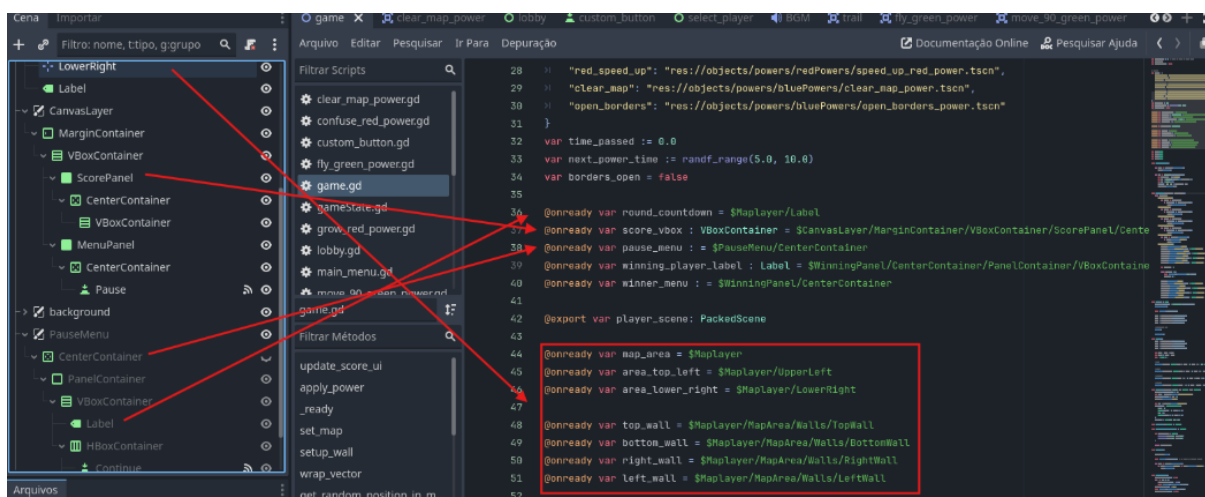 Cena Importar
game clear_map_power lobby custom_button select_player BGM trail fly_green_power move_90_green_power
Filtro: nome, t:tipo, g:grupo
Arquivo Editar Pesquisar Ir Para Depuração Documentação Online Pesquisar Ajuda
LowerRight
Label
CanvasLayer
MarginContainer
VBoxContainer
ScorePanel
CenterContainer
VBoxContainer
MenuPanel
CenterContainer
Pause
background
PauseMenu
CenterContainer
PanelContainer
VBoxContainer
Label
HBoxContainer
Continue
Arquivos
Filtrar Scripts
clear_map_power.gd
confuse_red_power.gd
custom_button.gd
fly_green_power.gd
game.gd
gameState.gd
grow_red_power.gd
lobby.gd
main_menu.gd
move_90_green_power.gd
game.gd
Filtrar Métodos
update_score_ui
apply_power
_ready
set_map
setup_wall
wrap_vector
get_random_position_in_m
28 "red_speed_up": "res://objects/powers/redPowers/speed_up_red_power.tscn",
29 "clear_map": "res://objects/powers/bluePowers/clear_map_power.tscn",
30 "open_borders": "res://objects/powers/bluePowers/open_borders_power.tscn"
31 }
32 var time_passed := 0.0
33 var next_power_time := randf_range(5.0, 10.0)
34 var borders_open = false
35
36 @onready var round_countdown = $Maplayer/Label
37 @onready var score_vbox : VBoxContainer = $CanvasLayer/MarginContainer/VBoxContainer/ScorePanel/Cente
38 @onready var pause_menu : = $PauseMenu/CenterContainer
39 @onready var winning_player_label : Label = $WinningPanel/CenterContainer/PanelContainer/VBoxContaine
40 @onready var winner_menu : = $WinningPanel/CenterContainer
41
42 @export var player_scene: PackedScene
43
44 @onready var map_area = $Maplayer
45 @onready var area_top_left = $Maplayer/UpperLeft
46 @onready var area_lower_right = $Maplayer/LowerRight
47
48 @onready var top_wall = $Maplayer/MapArea/Walls/TopWall
49 @onready var bottom_wall = $Maplayer/MapArea/Walls/BottomWall
50 @onready var right_wall = $Maplayer/MapArea/Walls/RightWall
51 @onready var left_wall = $Maplayer/MapArea/Walls/LeftWall
52